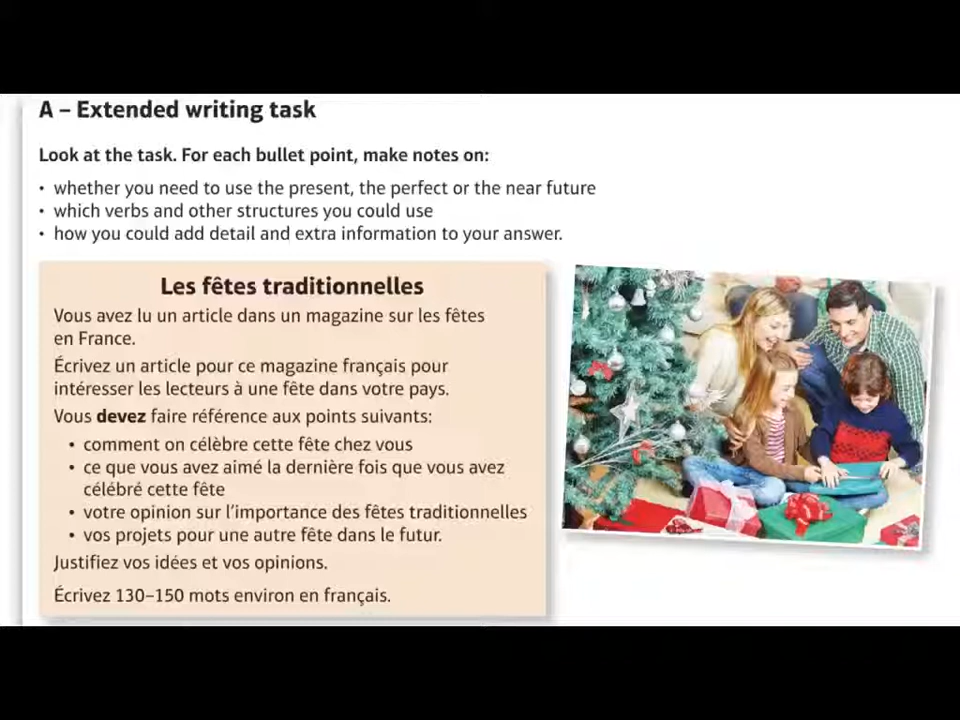 A – Extended writing task
Look at the task. For each bullet point, make notes on:
• whether you need to use the present, the perfect or the near future
• which verbs and other structures you could use
• how you could add detail and extra information to your answer.
Les fêtes traditionnelles
Vous avez lu un article dans un magazine sur les fêtes
en France.
Écrivez un article pour ce magazine français pour
intéresser les lecteurs à une fête dans votre pays.
Vous devez faire référence aux points suivants:
• comment on célèbre cette fête chez vous
• ce que vous avez aimé la dernière fois que vous avez
célébré cette fête
• votre opinion sur l'importance des fêtes traditionnelles
• vos projets pour une autre fête dans le futur.
Justifiez vos idées et vos opinions.
Écrivez 130–150 mots environ en français.